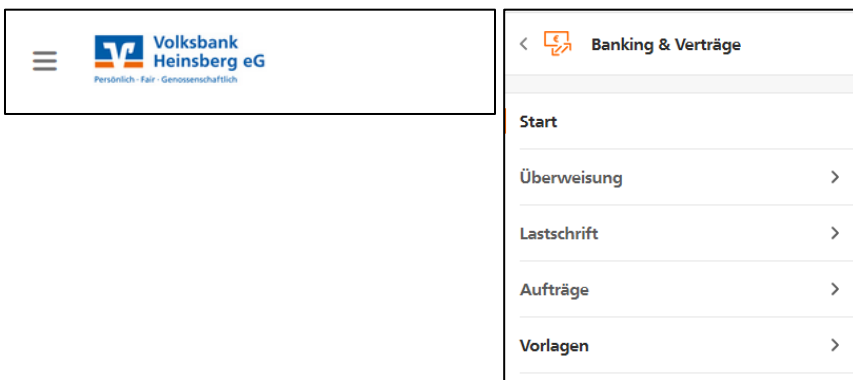 Volksbank
Heinsberg eG
Persönlich - Fair - Genossenschaftlich
Banking & Verträge
Start
Überweisung
Lastschrift
Aufträge
Vorlagen